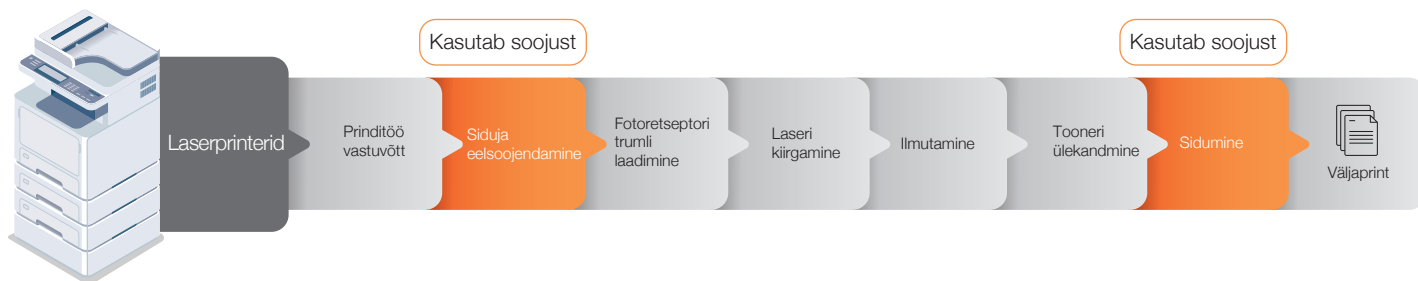 Kasutab soojust
Kasutab soojust
Laserprinterid
Prinditöö
vastuvõtt
Siduja
eelsoojendamine
Fotoretseptori
trumli
laadimine
Laseri
kiirgamine
Ilmutamine
Tooneri
ülekandmine
Sidumine
Väljaprint